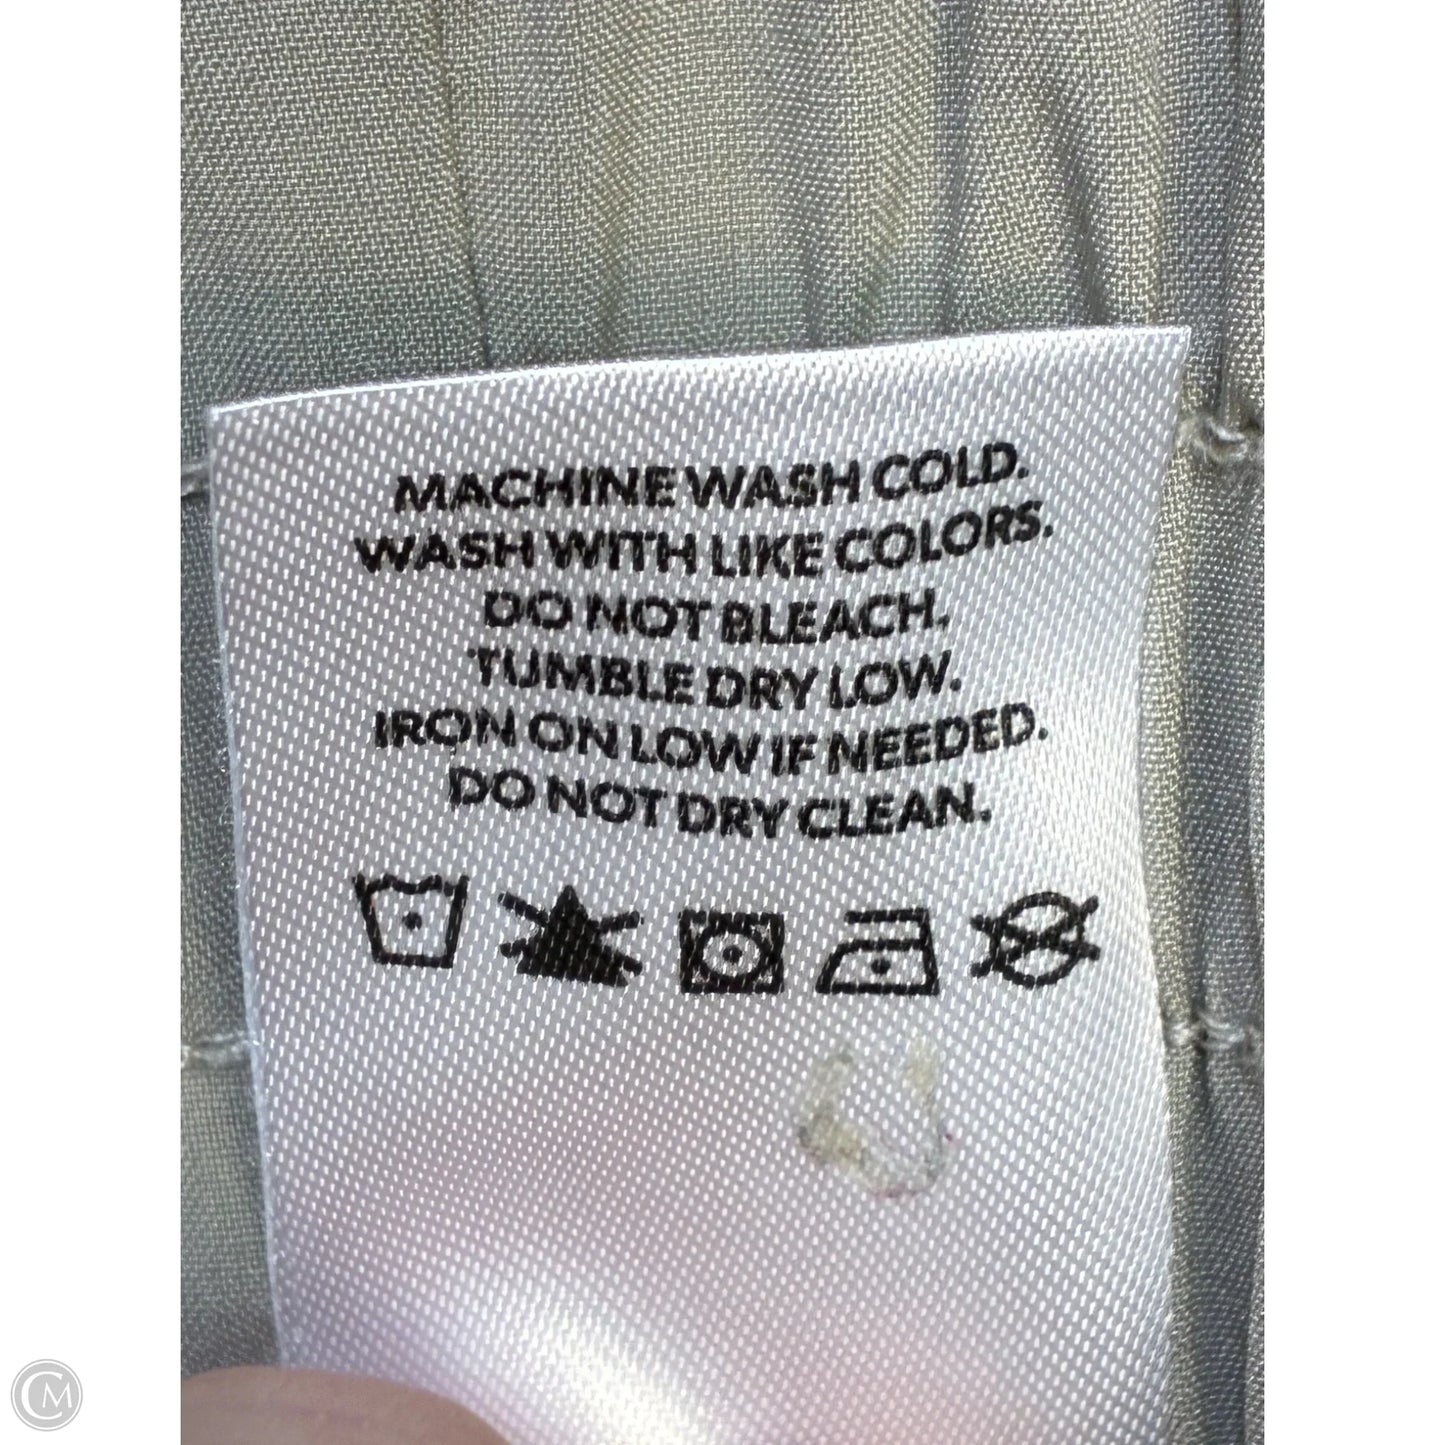 MACHINE WASH COLD.
WASH WITH LIKE COLORS.
DO NOT BLEACH.
TUMBLE DRY LOW.
IRON ON LOW IF NEEDED.
DO NOT DRY CLEAN.
CM